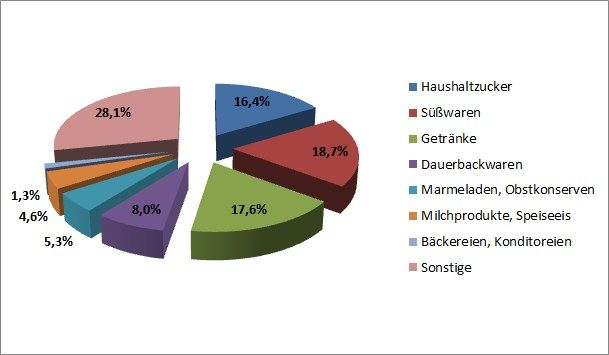 16,4%
18,7%
17,6%
8,0%
5,3%
4,6%
1,3%
28,1%
Haushaltzucker
Süßwaren
Getränke
Dauerbackwaren
Marmeladen, Obstkonserven
Milchprodukte, Speiseeis
Bäckereien, Konditoreien
Sonstige